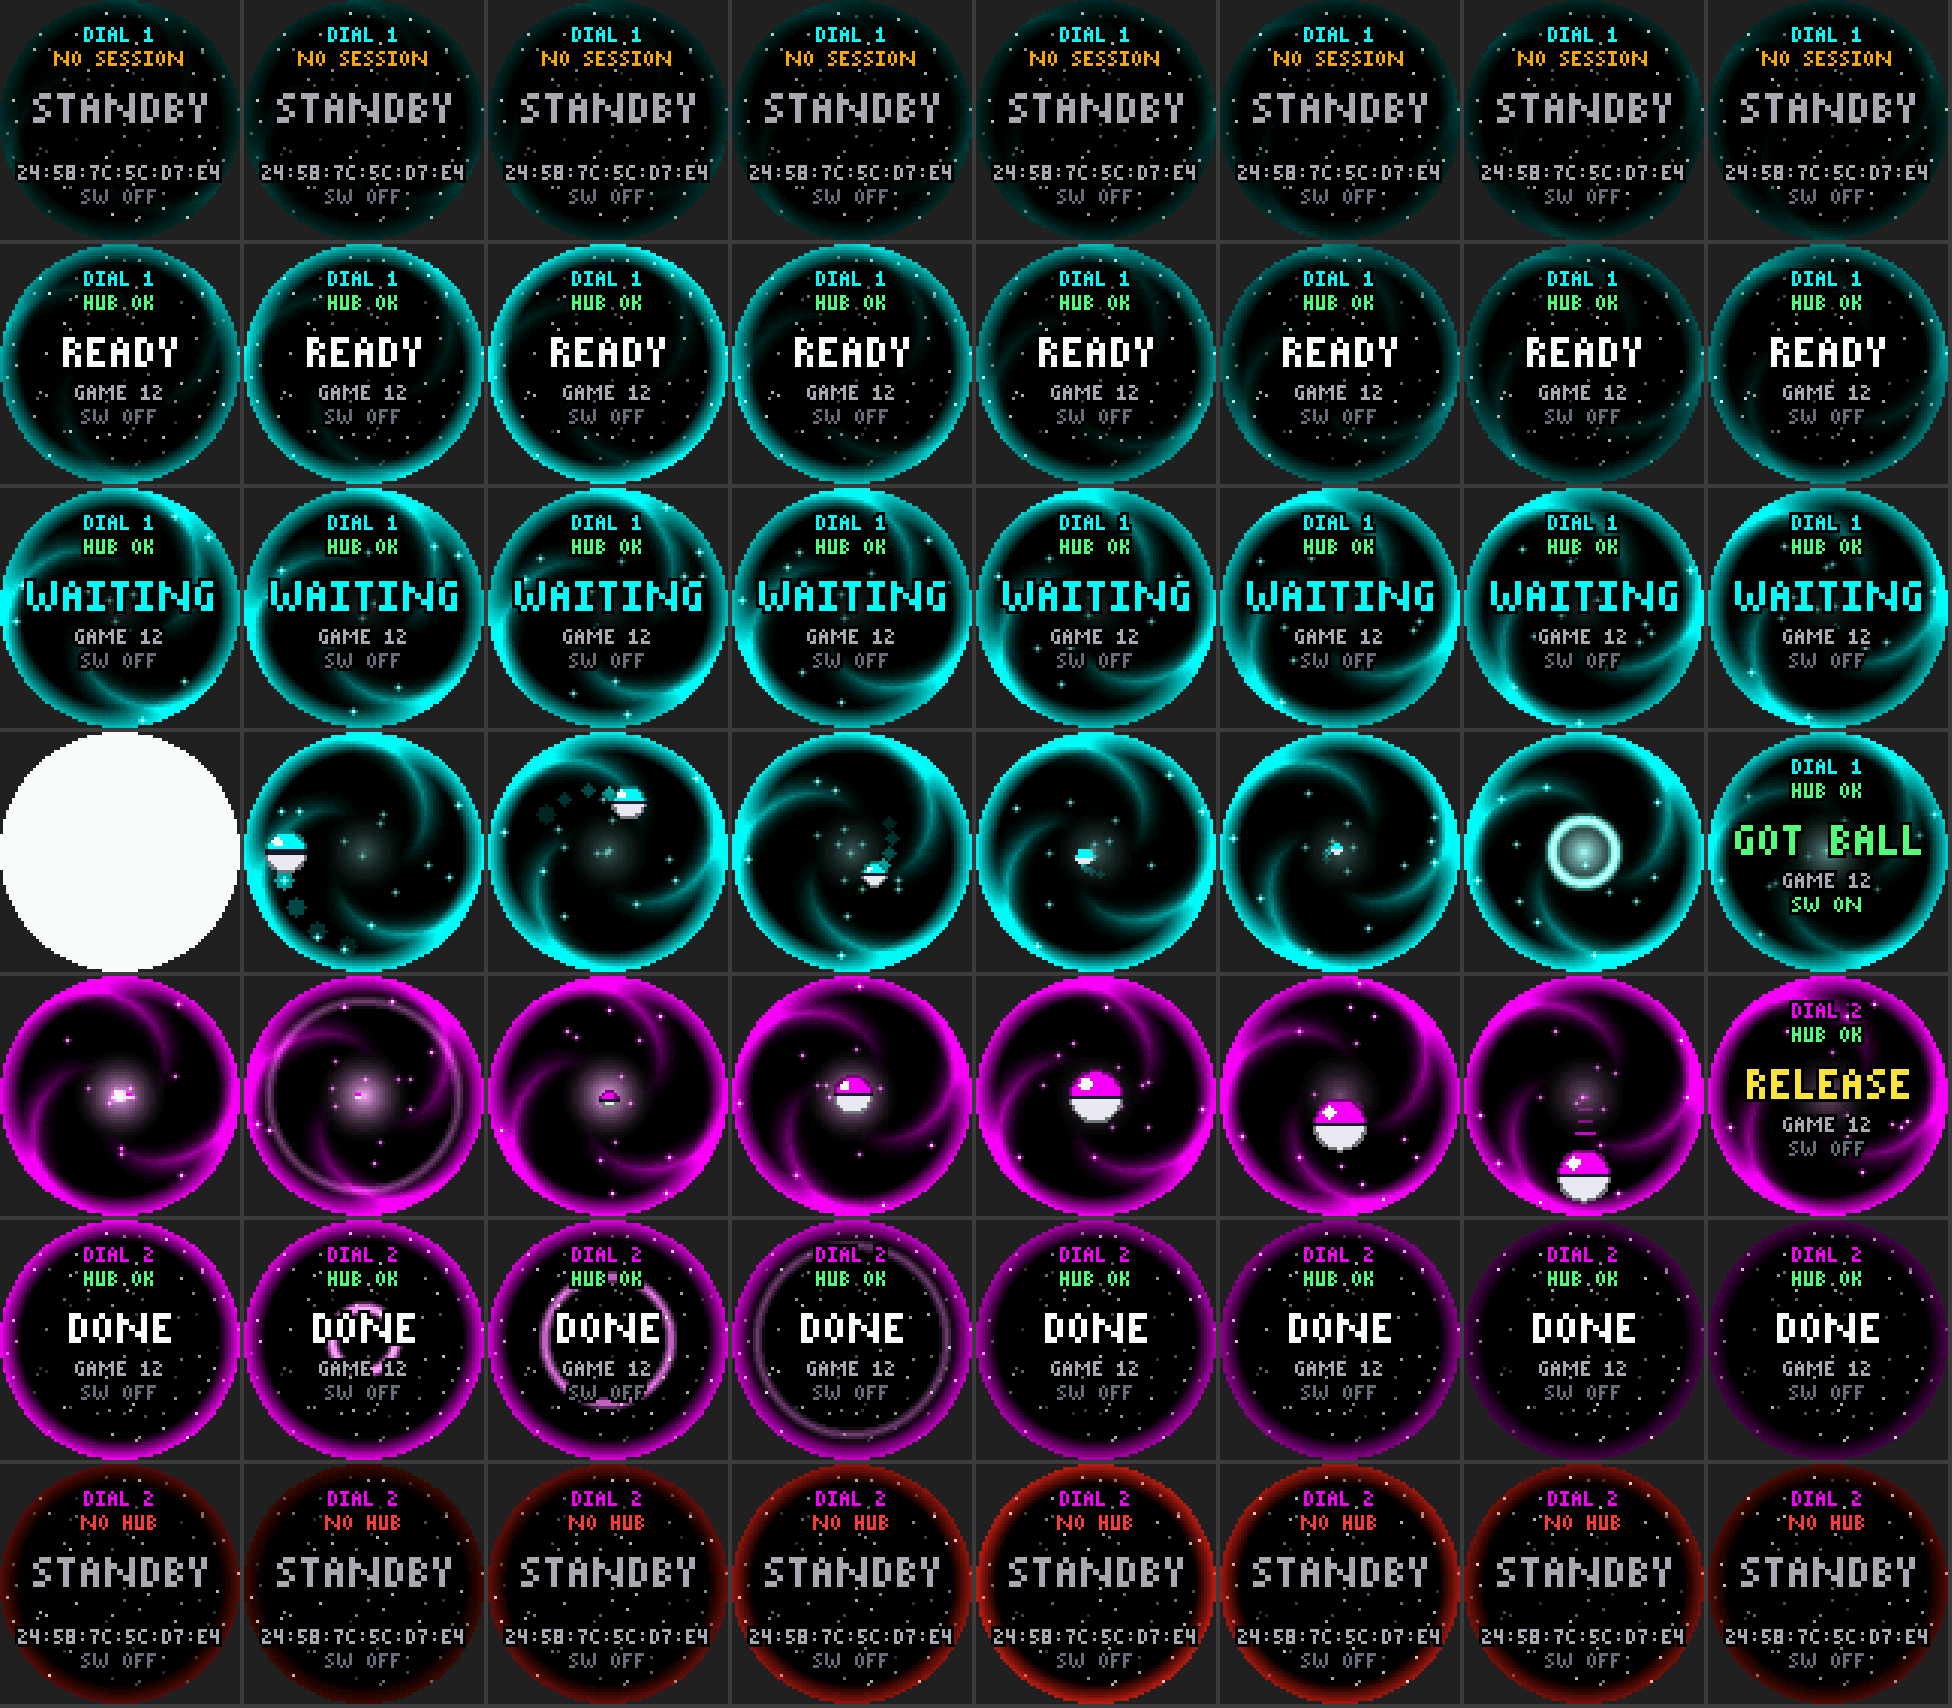 DIAL 1
NO SESSION
STANDBY
24:58:7C:5C:D7:E4
SW OFF
DIAL 1
NO SESSION
STANDBY
24:58:7C:5C:D7:E4
SW OFF
DIAL 1
NO SESSION
STANDBY
24:58:7C:5C:D7:E4
SW OFF
DIAL 1
NO SESSION
STANDBY
24:58:7C:5C:D7:E4
SW OFF
DIAL 1
NO SESSION
STANDBY
24:58:7C:5C:D7:E4
SW OFF
DIAL 1
NO SESSION
STANDBY
24:58:7C:5C:D7:E4
SW OFF
DIAL 1
NO SESSION
STANDBY
24:58:7C:5C:D7:E4
SW OFF
DIAL 1
NO SESSION
STANDBY
24:58:7C:5C:D7:E4
SW OFF
DIAL 1
HUB OK
READY
GAME 12
SW OFF
DIAL 1
HUB OK
READY
GAME 12
SW OFF
DIAL 1
HUB OK
READY
GAME 12
SW OFF
DIAL 1
HUB OK
READY
GAME 12
SW OFF
DIAL 1
HUB OK
READY
GAME 12
SW OFF
DIAL 1
HUB OK
READY
GAME 12
SW OFF
DIAL 1
HUB OK
READY
GAME 12
SW OFF
DIAL 1
HUB OK
READY
GAME 12
SW OFF
DIAL 1
HUB OK
WAITING
GAME 12
SW OFF
DIAL 1
HUB OK
WAITING
GAME 12
SW OFF
DIAL 1
HUB OK
WAITING
GAME 12
SW OFF
DIAL 1
HUB OK
WAITING
GAME 12
SW OFF
DIAL 1
HUB OK
WAITING
GAME 12
SW OFF
DIAL 1
HUB OK
WAITING
GAME 12
SW OFF
DIAL 1
HUB OK
WAITING
GAME 12
SW OFF
DIAL 1
HUB OK
WAITING
GAME 12
SW OFF
DIAL 1
HUB OK
GOT BALL
GAME 12
SW ON
DIAL 2
HUB OK
RELEASE
GAME 12
SW OFF
DIAL 2
HUB OK
DONE
GAME 12
SW OFF
DIAL 2
HUB OK
DONE
GAME 12
SW OFF
DIAL 2
HUB OK
DONE
GAME 12
SW OFF
DIAL 2
HUB OK
DONE
GAME 12
SW OFF
DIAL 2
HUB OK
DONE
GAME 12
SW OFF
DIAL 2
HUB OK
DONE
GAME 12
SW OFF
DIAL 2
HUB OK
DONE
GAME 12
SW OFF
DIAL 2
HUB OK
DONE
GAME 12
SW OFF
DIAL 2
NO HUB
STANDBY
24:58:7C:5C:D7:E4
SW OFF
DIAL 2
NO HUB
STANDBY
24:58:7C:5C:D7:E4
SW OFF
DIAL 2
NO HUB
STANDBY
24:58:7C:5C:D7:E4
SW OFF
DIAL 2
NO HUB
STANDBY
24:58:7C:5C:D7:E4
SW OFF
DIAL 2
NO HUB
STANDBY
24:58:7C:5C:D7:E4
SW OFF
DIAL 2
NO HUB
STANDBY
24:58:7C:5C:D7:E4
SW OFF
DIAL 2
NO HUB
STANDBY
24:58:7C:5C:D7:E4
SW OFF
DIAL 2
NO HUB
STANDBY
24:58:7C:5C:D7:E4
SW OFF